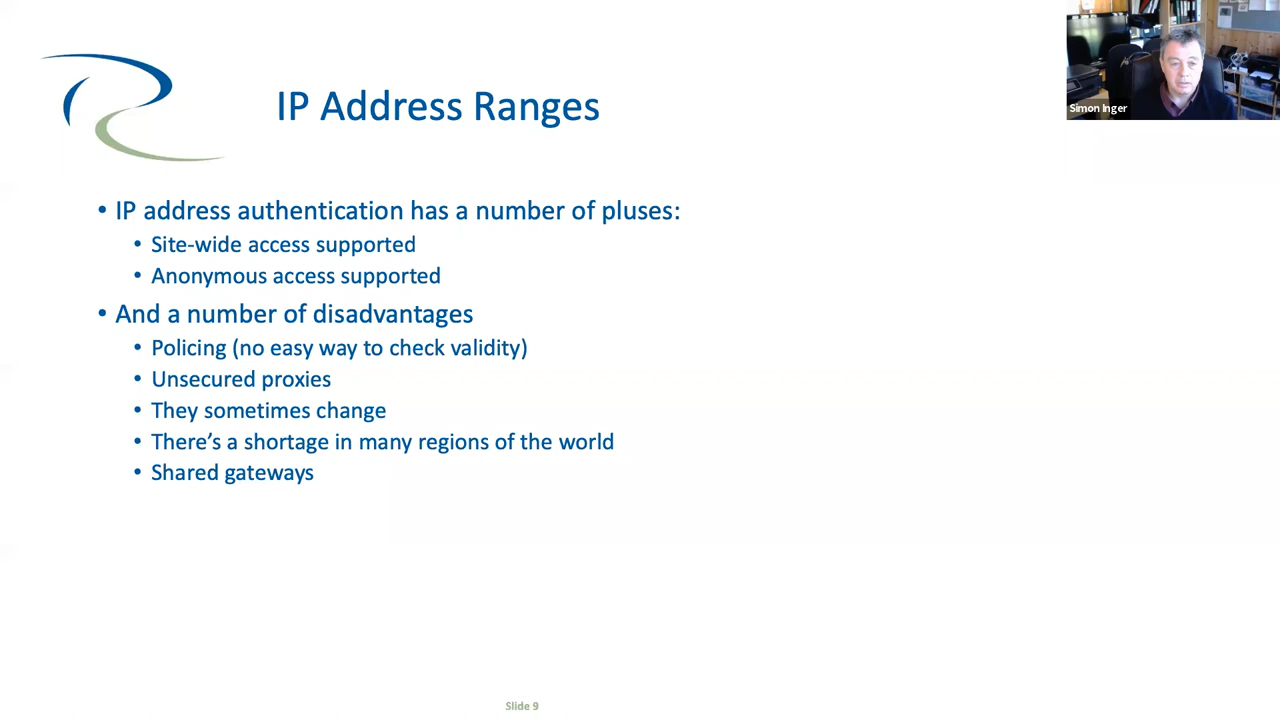 Simon Inger
IP Address Ranges
• IP address authentication has a number of pluses:
• Site-wide access supported
• Anonymous access supported
• And a number of disadvantages
• Policing (no easy way to check validity)
• Unsecured proxies
• They sometimes change
• There’s a shortage in many regions of the world
• Shared gateways
Slide 9